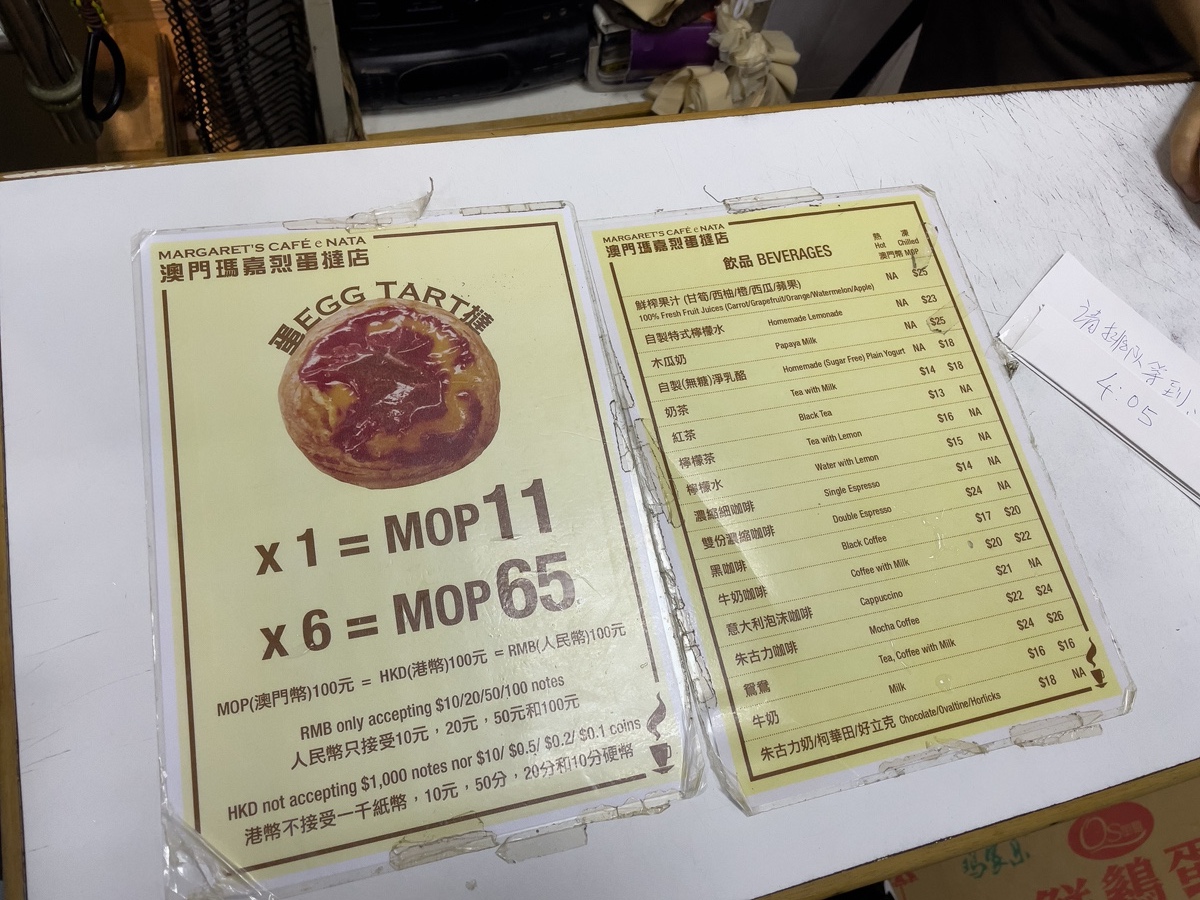 MARGARET'S CAFÉ e NATA
澳門瑪嘉烈蛋撻店
蛋EGG TART撻
x 1 = MOP 11
x 6 = MOP 65
MOP(澳門幣)100元 = HKD(港幣)100元 = RMB(人民幣)100元
RMB only accepting $10/20/50/100 notes
人民幣只接受10元，20元，50元和100元
HKD not accepting $1,000 notes nor $10/ $0.5/ $0.2/ $0.1 coins
港幣不接受一千紙幣，10元，50分，20分和10分硬幣
MARGARET'S CAFÉ e NATA
澳門瑪嘉烈蛋撻店
飲品 BEVERAGES
熱 凍
Hot Chilled
澳門幣 MOP
鮮榨果汁 (甘筍/西柚/橙/西瓜/蘋果) NA $25
100% Fresh Fruit Juices (Carrot/Grapefruit/Orange/Watermelon/Apple)
自製特式檸檬水 Homemade Lemonade NA $23
木瓜奶 Papaya Milk NA $25
自製(無糖)淨乳酪 Homemade (Sugar Free) Plain Yogurt NA $18
奶茶 Tea with Milk $14 $18
紅茶 Black Tea $13 NA
檸檬茶 Tea with Lemon $16 NA
檸檬水 Water with Lemon $15 NA
濃縮細咖啡 Single Espresso $14 NA
雙份濃縮咖啡 Double Espresso $24 NA
黑咖啡 Black Coffee $17 $20
牛奶咖啡 Coffee with Milk $20 $22
意大利泡沫咖啡 Cappuccino $21 NA
朱古力咖啡 Mocha Coffee $22 $24
鴛鴦 Tea, Coffee with Milk $24 $26
牛奶 Milk $16 $16
朱古力奶/柯華田/好立克 Chocolate/Ovaltine/Horlicks $18 NA
请排队等到
4:05
OS
鮮鷄蛋